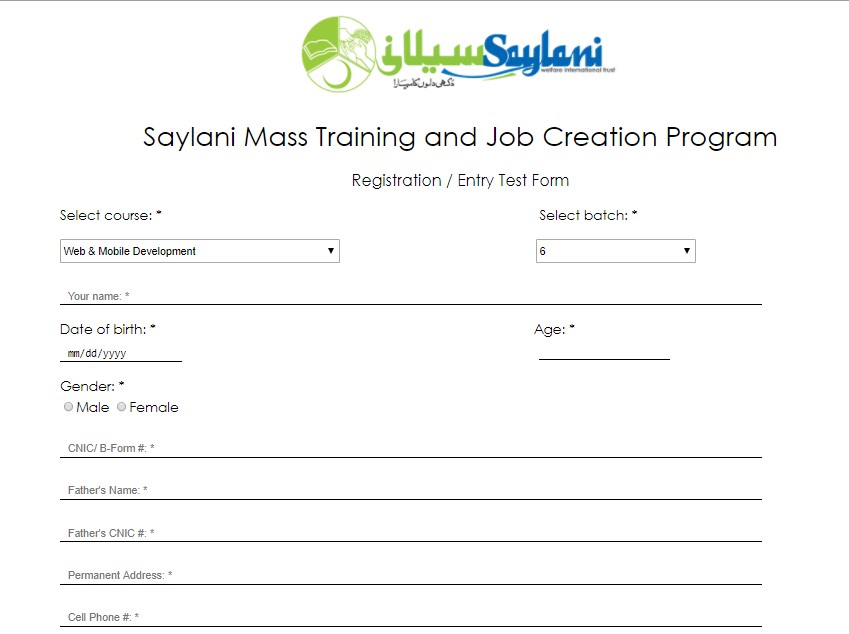 سیلانی Saylani
welfare international trust
دکھی دلوں کا سہارا
Saylani Mass Training and Job Creation Program
Registration / Entry Test Form
Select course: * Select batch: *
Web & Mobile Development 6
Your name: *
Date of birth: * Age: *
mm/dd/yyyy
Gender: *
Male Female
CNIC/ B-Form #: *
Father's Name: *
Father's CNIC #: *
Permanent Address: *
Cell Phone #: *